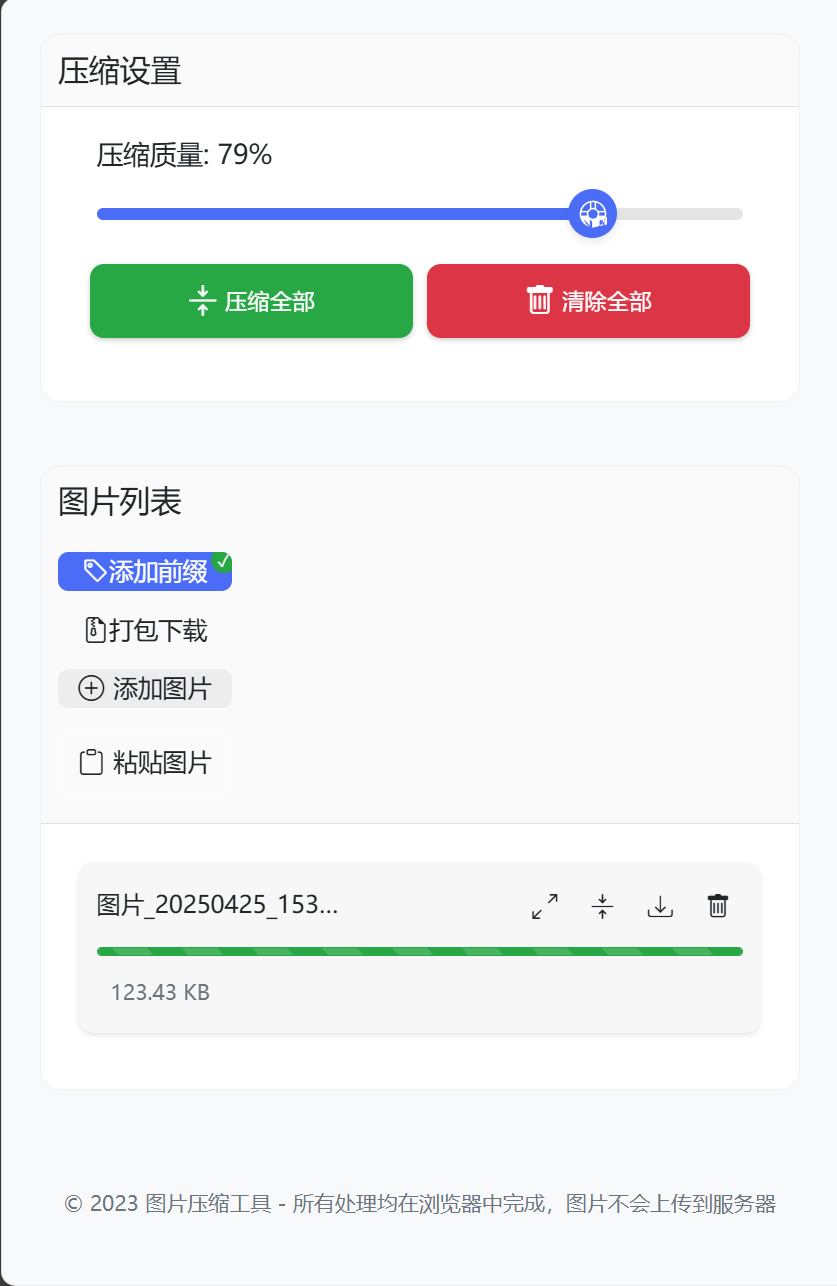 压缩设置
压缩质量: 79%
压缩全部
清除全部
图片列表
添加前缀
打包下载
添加图片
粘贴图片
图片_20250425_153...
123.43 KB
© 2023 图片压缩工具 - 所有处理均在浏览器中完成，图片不会上传到服务器